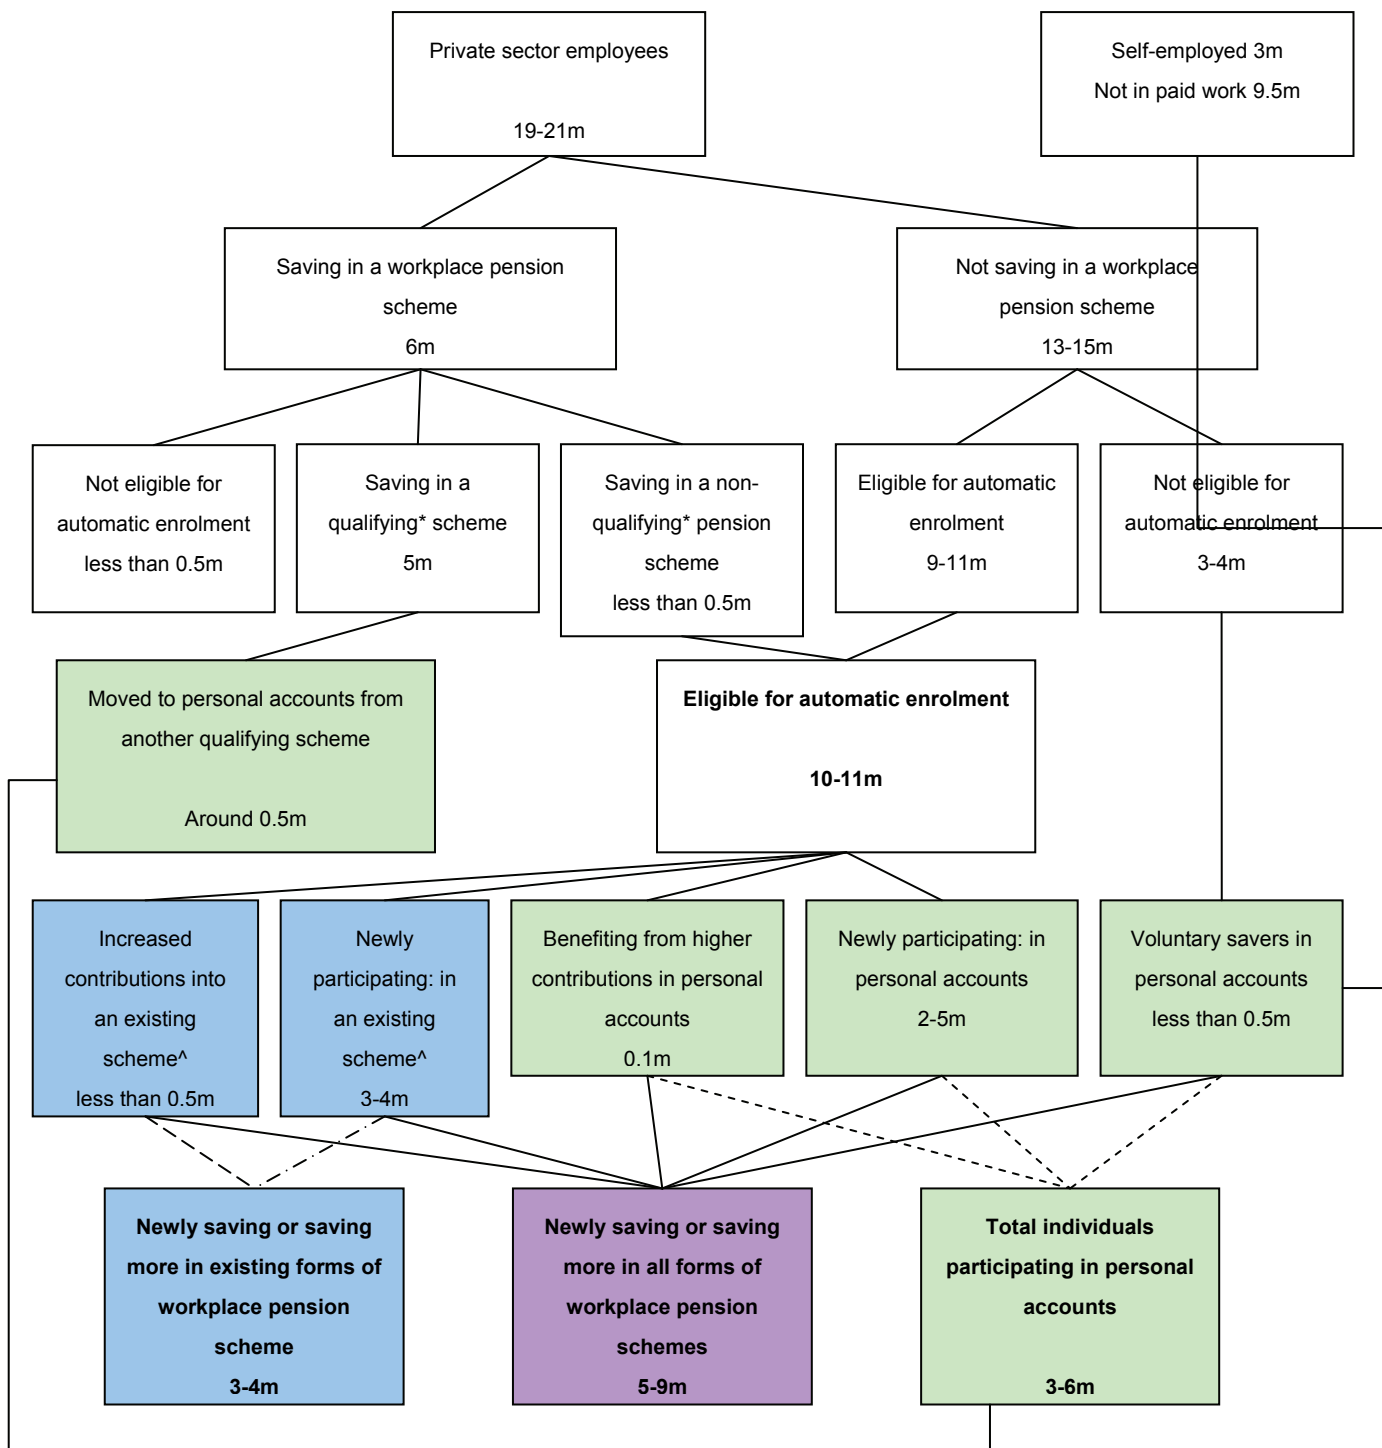 Private sector employees
19-21m
Self-employed 3m
Not in paid work 9.5m
Saving in a workplace pension
scheme
6m
Not saving in a workplace
pension scheme
13-15m
Not eligible for
automatic enrolment
less than 0.5m
Saving in a
qualifying* scheme
5m
Saving in a non-
qualifying* pension
scheme
less than 0.5m
Eligible for automatic
enrolment
9-11m
Not eligible for
automatic enrolment
3-4m
Moved to personal accounts from
another qualifying scheme
Around 0.5m
Eligible for automatic enrolment
10-11m
Increased
contributions into
an existing
scheme^
less than 0.5m
Newly
participating: in
an existing
scheme^
3-4m
Benefiting from higher
contributions in personal
accounts
0.1m
Newly participating: in
personal accounts
2-5m
Voluntary savers in
personal accounts
less than 0.5m
Newly saving or saving
more in existing forms of
workplace pension
scheme
3-4m
Newly saving or saving
more in all forms of
workplace pension
schemes
5-9m
Total individuals
participating in personal
accounts
3-6m